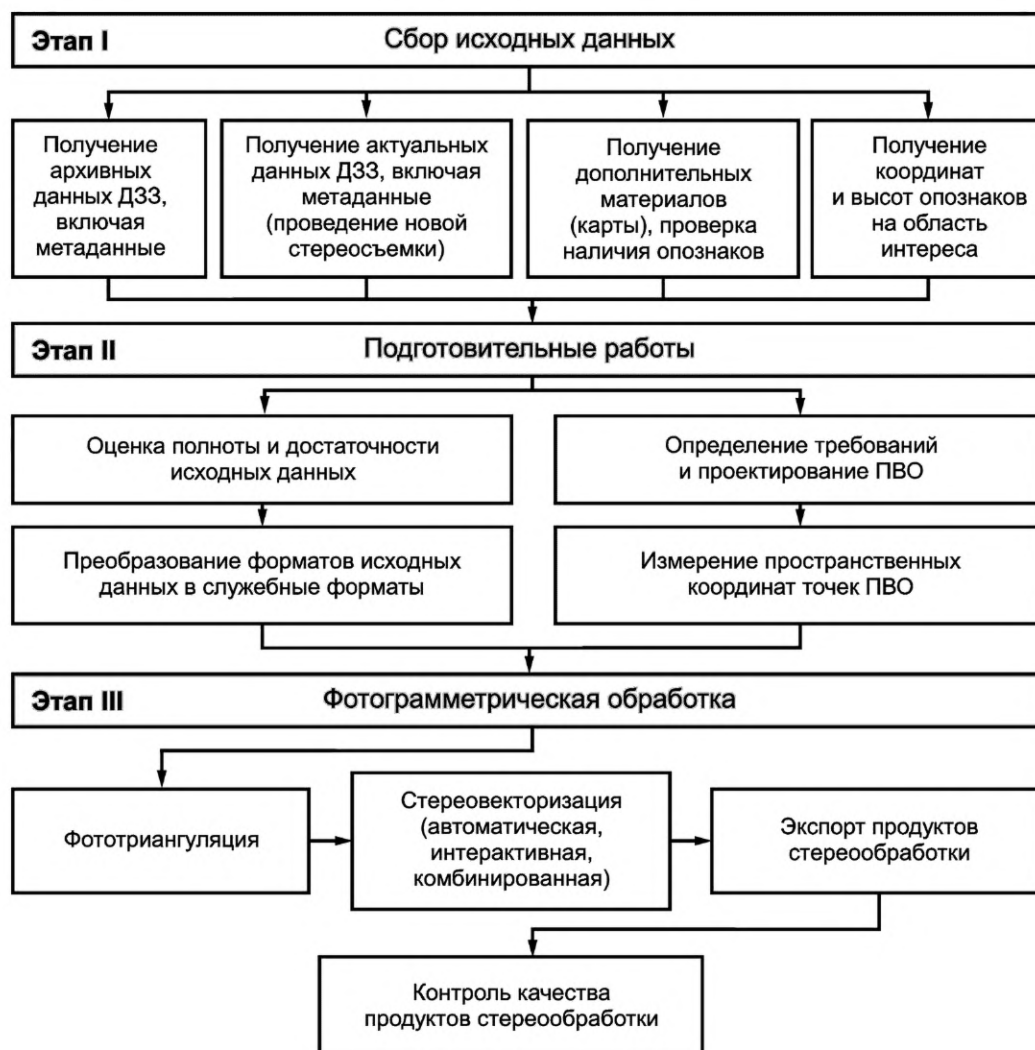 Этап I
Сбор исходных данных
Получение
архивных
данных ДЗЗ,
включая
метаданные
Получение актуальных
данных ДЗЗ, включая
метаданные
(проведение новой
стереосъемки)
Получение
дополнительных
материалов
(карты), проверка
наличия опознаков
Получение
координат
и высот опознаков
на область
интереса
Этап II
Подготовительные работы
Оценка полноты и достаточности
исходных данных
Определение требований
и проектирование ПВО
Преобразование форматов исходных
данных в служебные форматы
Измерение пространственных
координат точек ПВО
Этап III
Фотограмметрическая обработка
Фототриангуляция
Стереовекторизация
(автоматическая,
интерактивная,
комбинированная)
Экспорт продуктов
стереообработки
Контроль качества
продуктов стереообработки